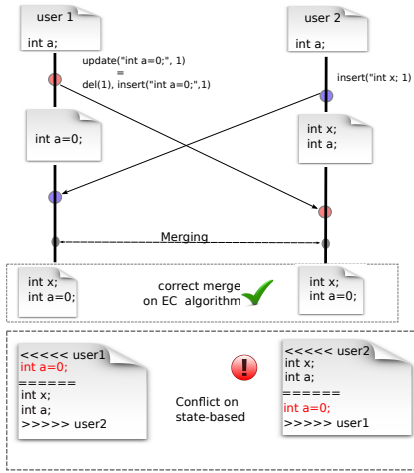 user 1
int a;
user 2
int a;
update("int a=0;", 1)
=
del(1), insert("int a=0;",1)
insert("int x; 1)
int a=0;
int x;
int a;
Merging
int x;
int a=0;
correct merge
on EC algorithm
int x;
int a=0;
<<<<< user1
int a=0;
======
int x;
int a;
>>>>> user2
Conflict on
state-based
<<<<< user2
int x;
int a;
======
int a=0;
>>>>> user1